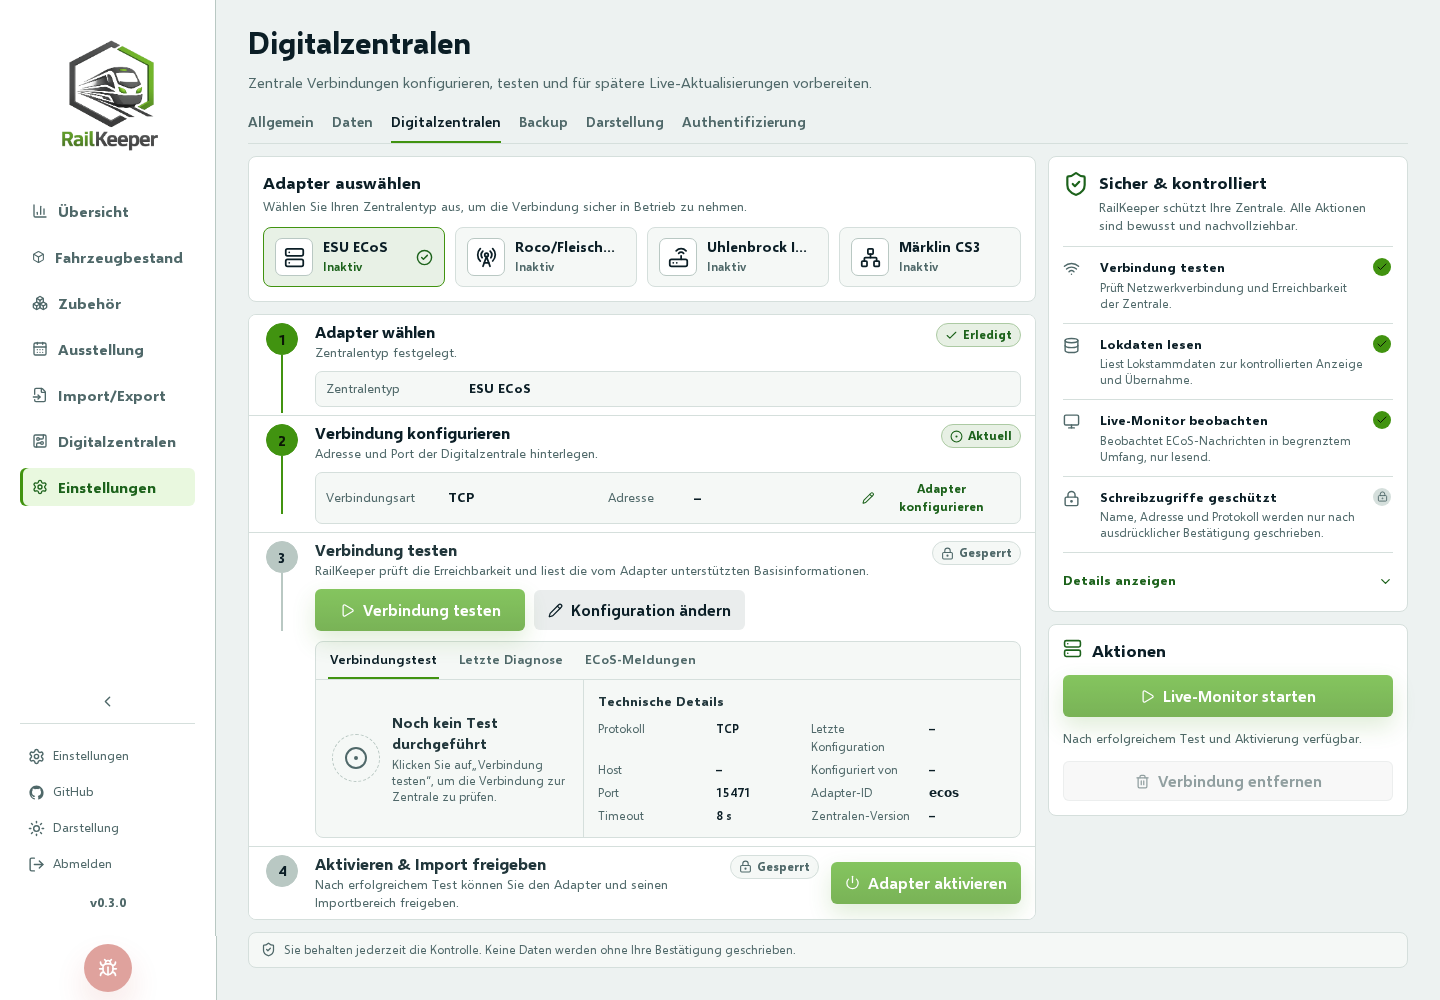 RailKeeper
Übersicht
Fahrzeugbestand
Zubehör
Ausstellung
Import/Export
Digitalzentralen
Einstellungen
Einstellungen
GitHub
Darstellung
Abmelden
v0.3.0
Digitalzentralen
Zentrale Verbindungen konfigurieren, testen und für spätere Live-Aktualisierungen vorbereiten.
Allgemein Daten Digitalzentralen Backup Darstellung Authentifizierung
Adapter auswählen
Wählen Sie Ihren Zentralentyp aus, um die Verbindung sicher in Betrieb zu nehmen.
ESU ECoS
Inaktiv
Roco/Fleisch...
Inaktiv
Uhlenbrock I...
Inaktiv
Märklin CS3
Inaktiv
1
Adapter wählen
Erledigt
Zentralentyp festgelegt.
Zentralentyp ESU ECoS
2
Verbindung konfigurieren
Aktuell
Adresse und Port der Digitalzentrale hinterlegen.
Verbindungsart TCP Adresse –
Adapter
konfigurieren
3
Verbindung testen
Gesperrt
RailKeeper prüft die Erreichbarkeit und liest die vom Adapter unterstützten Basisinformationen.
Verbindung testen Konfiguration ändern
Verbindungstest Letzte Diagnose ECoS-Meldungen
Noch kein Test
durchgeführt
Klicken Sie auf„Verbindung
testen“, um die Verbindung zur
Zentrale zu prüfen.
Technische Details
Protokoll TCP Letzte –
Konfiguration
Host – Konfiguriert von –
Port 15471 Adapter-ID ecos
Timeout 8 s Zentralen-Version –
4
Aktivieren & Import freigeben
Gesperrt
Nach erfolgreichem Test können Sie den Adapter und seinen
Importbereich freigeben.
Adapter aktivieren
Sicher & kontrolliert
RailKeeper schützt Ihre Zentrale. Alle Aktionen
sind bewusst und nachvollziehbar.
Verbindung testen
Prüft Netzwerkverbindung und Erreichbarkeit
der Zentrale.
Lokdaten lesen
Liest Lokstammdaten zur kontrollierten Anzeige
und Übernahme.
Live-Monitor beobachten
Beobachtet ECoS-Nachrichten in begrenztem
Umfang, nur lesend.
Schreibzugriffe geschützt
Name, Adresse und Protokoll werden nur nach
ausdrücklicher Bestätigung geschrieben.
Details anzeigen
Aktionen
Live-Monitor starten
Nach erfolgreichem Test und Aktivierung verfügbar.
Verbindung entfernen
Sie behalten jederzeit die Kontrolle. Keine Daten werden ohne Ihre Bestätigung geschrieben.